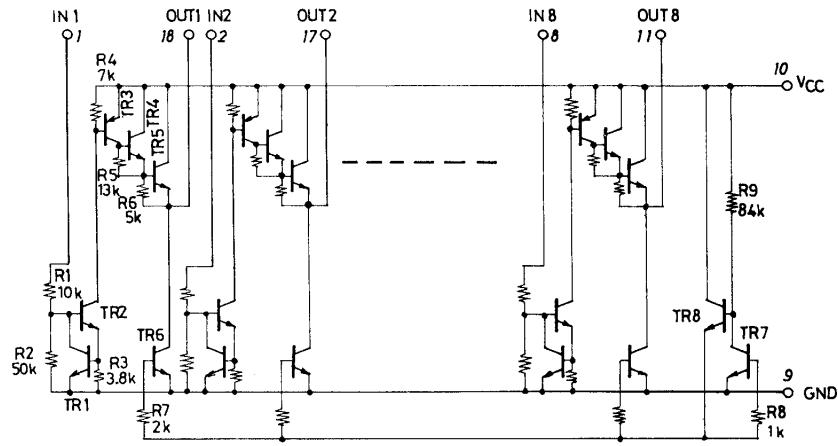 IN 1 OUT1 IN2 OUT 2 IN 8 OUT 8
1 18 2 17 8 11
R4
7k
TR3
TR4
TR5
10
VCC
R5
13k
R6
5k
R9
84k
R1
10k
TR2
TR6
TR8
TR7
R2
50k
R3
3.8k
TR1
9
GND
R7
2k
R8
1k